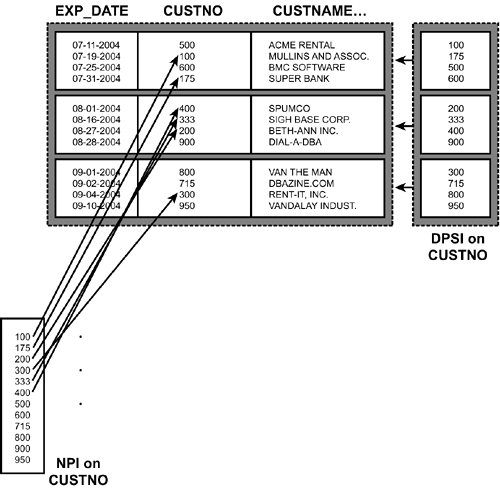 EXP_DATE CUSTNO CUSTNAME...
07-11-2004 500 ACME RENTAL 100
07-19-2004 100 MULLINS AND ASSOC. 175
07-25-2004 600 BMC SOFTWARE 500
07-31-2004 175 SUPER BANK 600
08-01-2004 400 SPUMCO 200
08-16-2004 333 SIGH BASE CORP. 333
08-27-2004 200 BETH-ANN INC. 400
08-28-2004 900 DIAL-A-DBA 900
09-01-2004 800 VAN THE MAN 300
09-02-2004 715 DBAZINE.COM 715
09-04-2004 300 RENT-IT, INC. 800
09-10-2004 950 VANDALAY INDUST. 950
DPSI on
CUSTNO
100
175
200
300
333
400
500
600
715
800
900
950
NPI on
CUSTNO